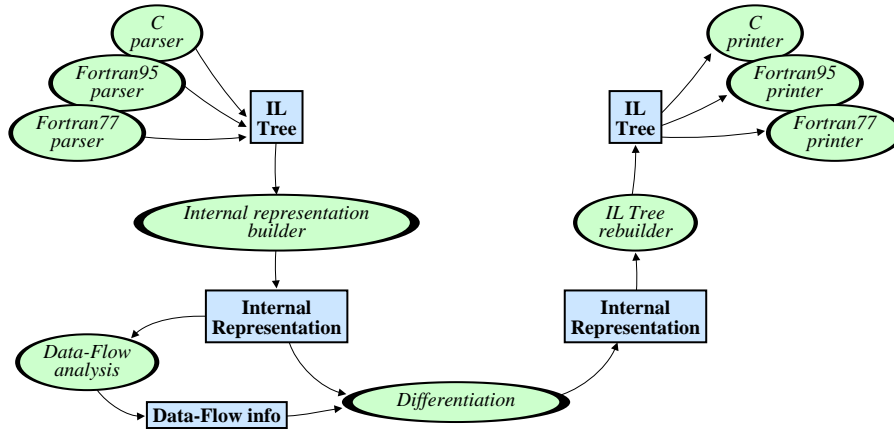 C
parser
Fortran95
parser
Fortran77
parser
IL
Tree
Internal representation
builder
Internal
Representation
Data-Flow
analysis
Data-Flow info
Differentiation
Internal
Representation
IL Tree
rebuilder
IL
Tree
C
printer
Fortran95
printer
Fortran77
printer